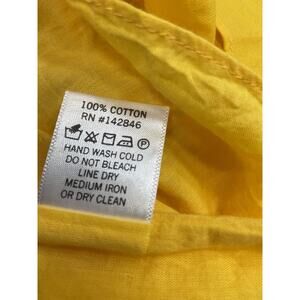 100% COTTON
RN #142846
P
HAND WASH COLD
DO NOT BLEACH
LINE DRY
MEDIUM IRON
OR DRY CLEAN